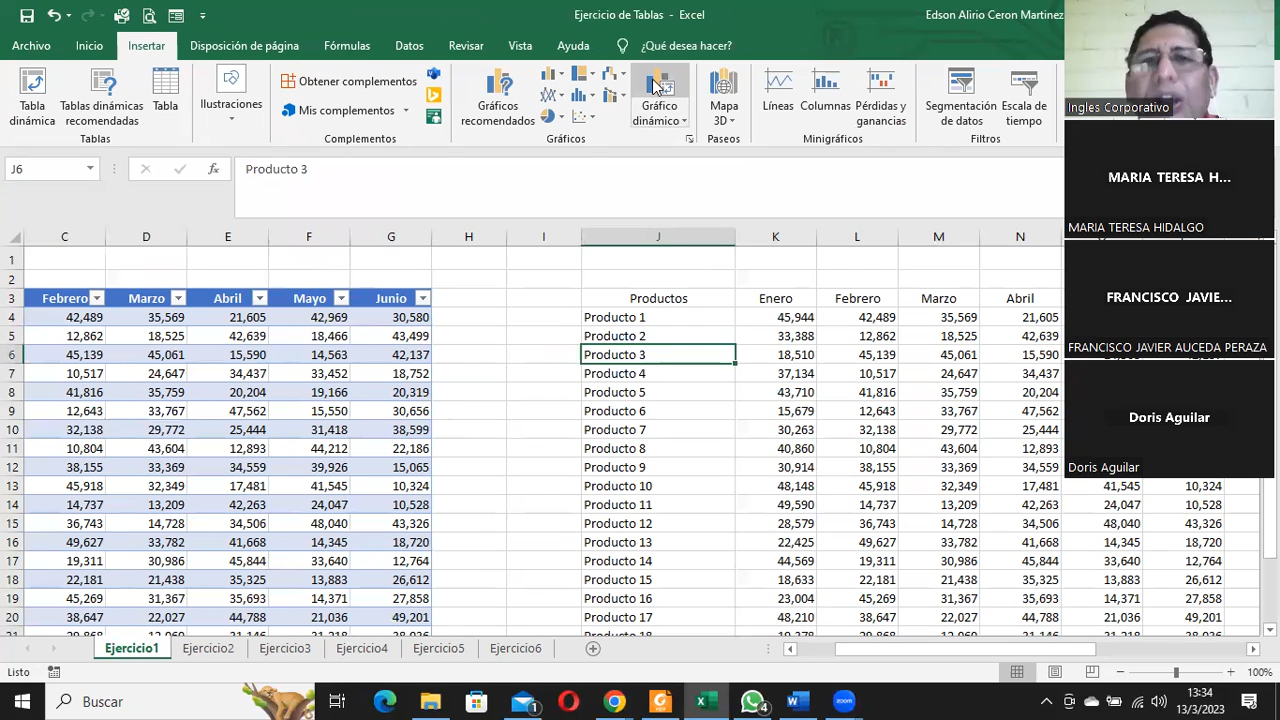 Ejercicio de Tablas - Excel
Edson Alirio Ceron Martinez
Archivo Inicio Insertar Disposición de página Fórmulas Datos Revisar Vista Ayuda ¿Qué desea hacer?
Tabla dinámica
Tablas dinámicas recomendadas
Tabla
Tablas
Ilustraciones
Obtener complementos
Mis complementos
Complementos
Gráficos recomendados
Gráficos
Gráfico dinámico
Mapa 3D
Paseos
Líneas
Columnas
Pérdidas y ganancias
Minigráficos
Segmentación de datos
Escala de tiempo
Filtros
Ingles Corporativo
MARIA TERESA H...
MARIA TERESA HIDALGO
FRANCISCO JAVIE...
FRANCISCO JAVIER AUCEDA PERAZA
Doris Aguilar
Doris Aguilar
J6 fx Producto 3
C D E F G H I J K L M N
1
2
3 Febrero Marzo Abril Mayo Junio Productos Enero Febrero Marzo Abril
4 42,489 35,569 21,605 42,969 30,580 Producto 1 45,944 42,489 35,569 21,605
5 12,862 18,525 42,639 18,466 43,499 Producto 2 33,388 12,862 18,525 42,639
6 45,139 45,061 15,590 14,563 42,137 Producto 3 18,510 45,139 45,061 15,590
7 10,517 24,647 34,437 33,452 18,752 Producto 4 37,134 10,517 24,647 34,437
8 41,816 35,759 20,204 19,166 20,319 Producto 5 43,710 41,816 35,759 20,204
9 12,643 33,767 47,562 15,550 30,656 Producto 6 15,679 12,643 33,767 47,562
10 32,138 29,772 25,444 31,418 38,599 Producto 7 30,263 32,138 29,772 25,444
11 10,804 43,604 12,893 44,212 22,186 Producto 8 40,860 10,804 43,604 12,893
12 38,155 33,369 34,559 39,926 15,065 Producto 9 30,914 38,155 33,369 34,559
13 45,918 32,349 17,481 41,545 10,324 Producto 10 48,148 45,918 32,349 17,481 41,545 10,324
14 14,737 13,209 42,263 24,047 10,528 Producto 11 49,590 14,737 13,209 42,263 24,047 10,528
15 36,743 14,728 34,506 48,040 43,326 Producto 12 28,579 36,743 14,728 34,506 48,040 43,326
16 49,627 33,782 41,668 14,345 18,720 Producto 13 22,425 49,627 33,782 41,668 14,345 18,720
17 19,311 30,986 45,844 33,640 12,764 Producto 14 44,569 19,311 30,986 45,844 33,640 12,764
18 22,181 21,438 35,325 13,883 26,612 Producto 15 18,633 22,181 21,438 35,325 13,883 26,612
19 45,269 31,367 35,693 14,371 27,858 Producto 16 23,004 45,269 31,367 35,693 14,371 27,858
20 38,647 22,027 44,788 21,036 49,201 Producto 17 48,210 38,647 22,027 44,788 21,036 49,201
Ejercicio1 Ejercicio2 Ejercicio3 Ejercicio4 Ejercicio5 Ejercicio6
Listo
100%
Buscar
1
4
13:34
13/3/2023